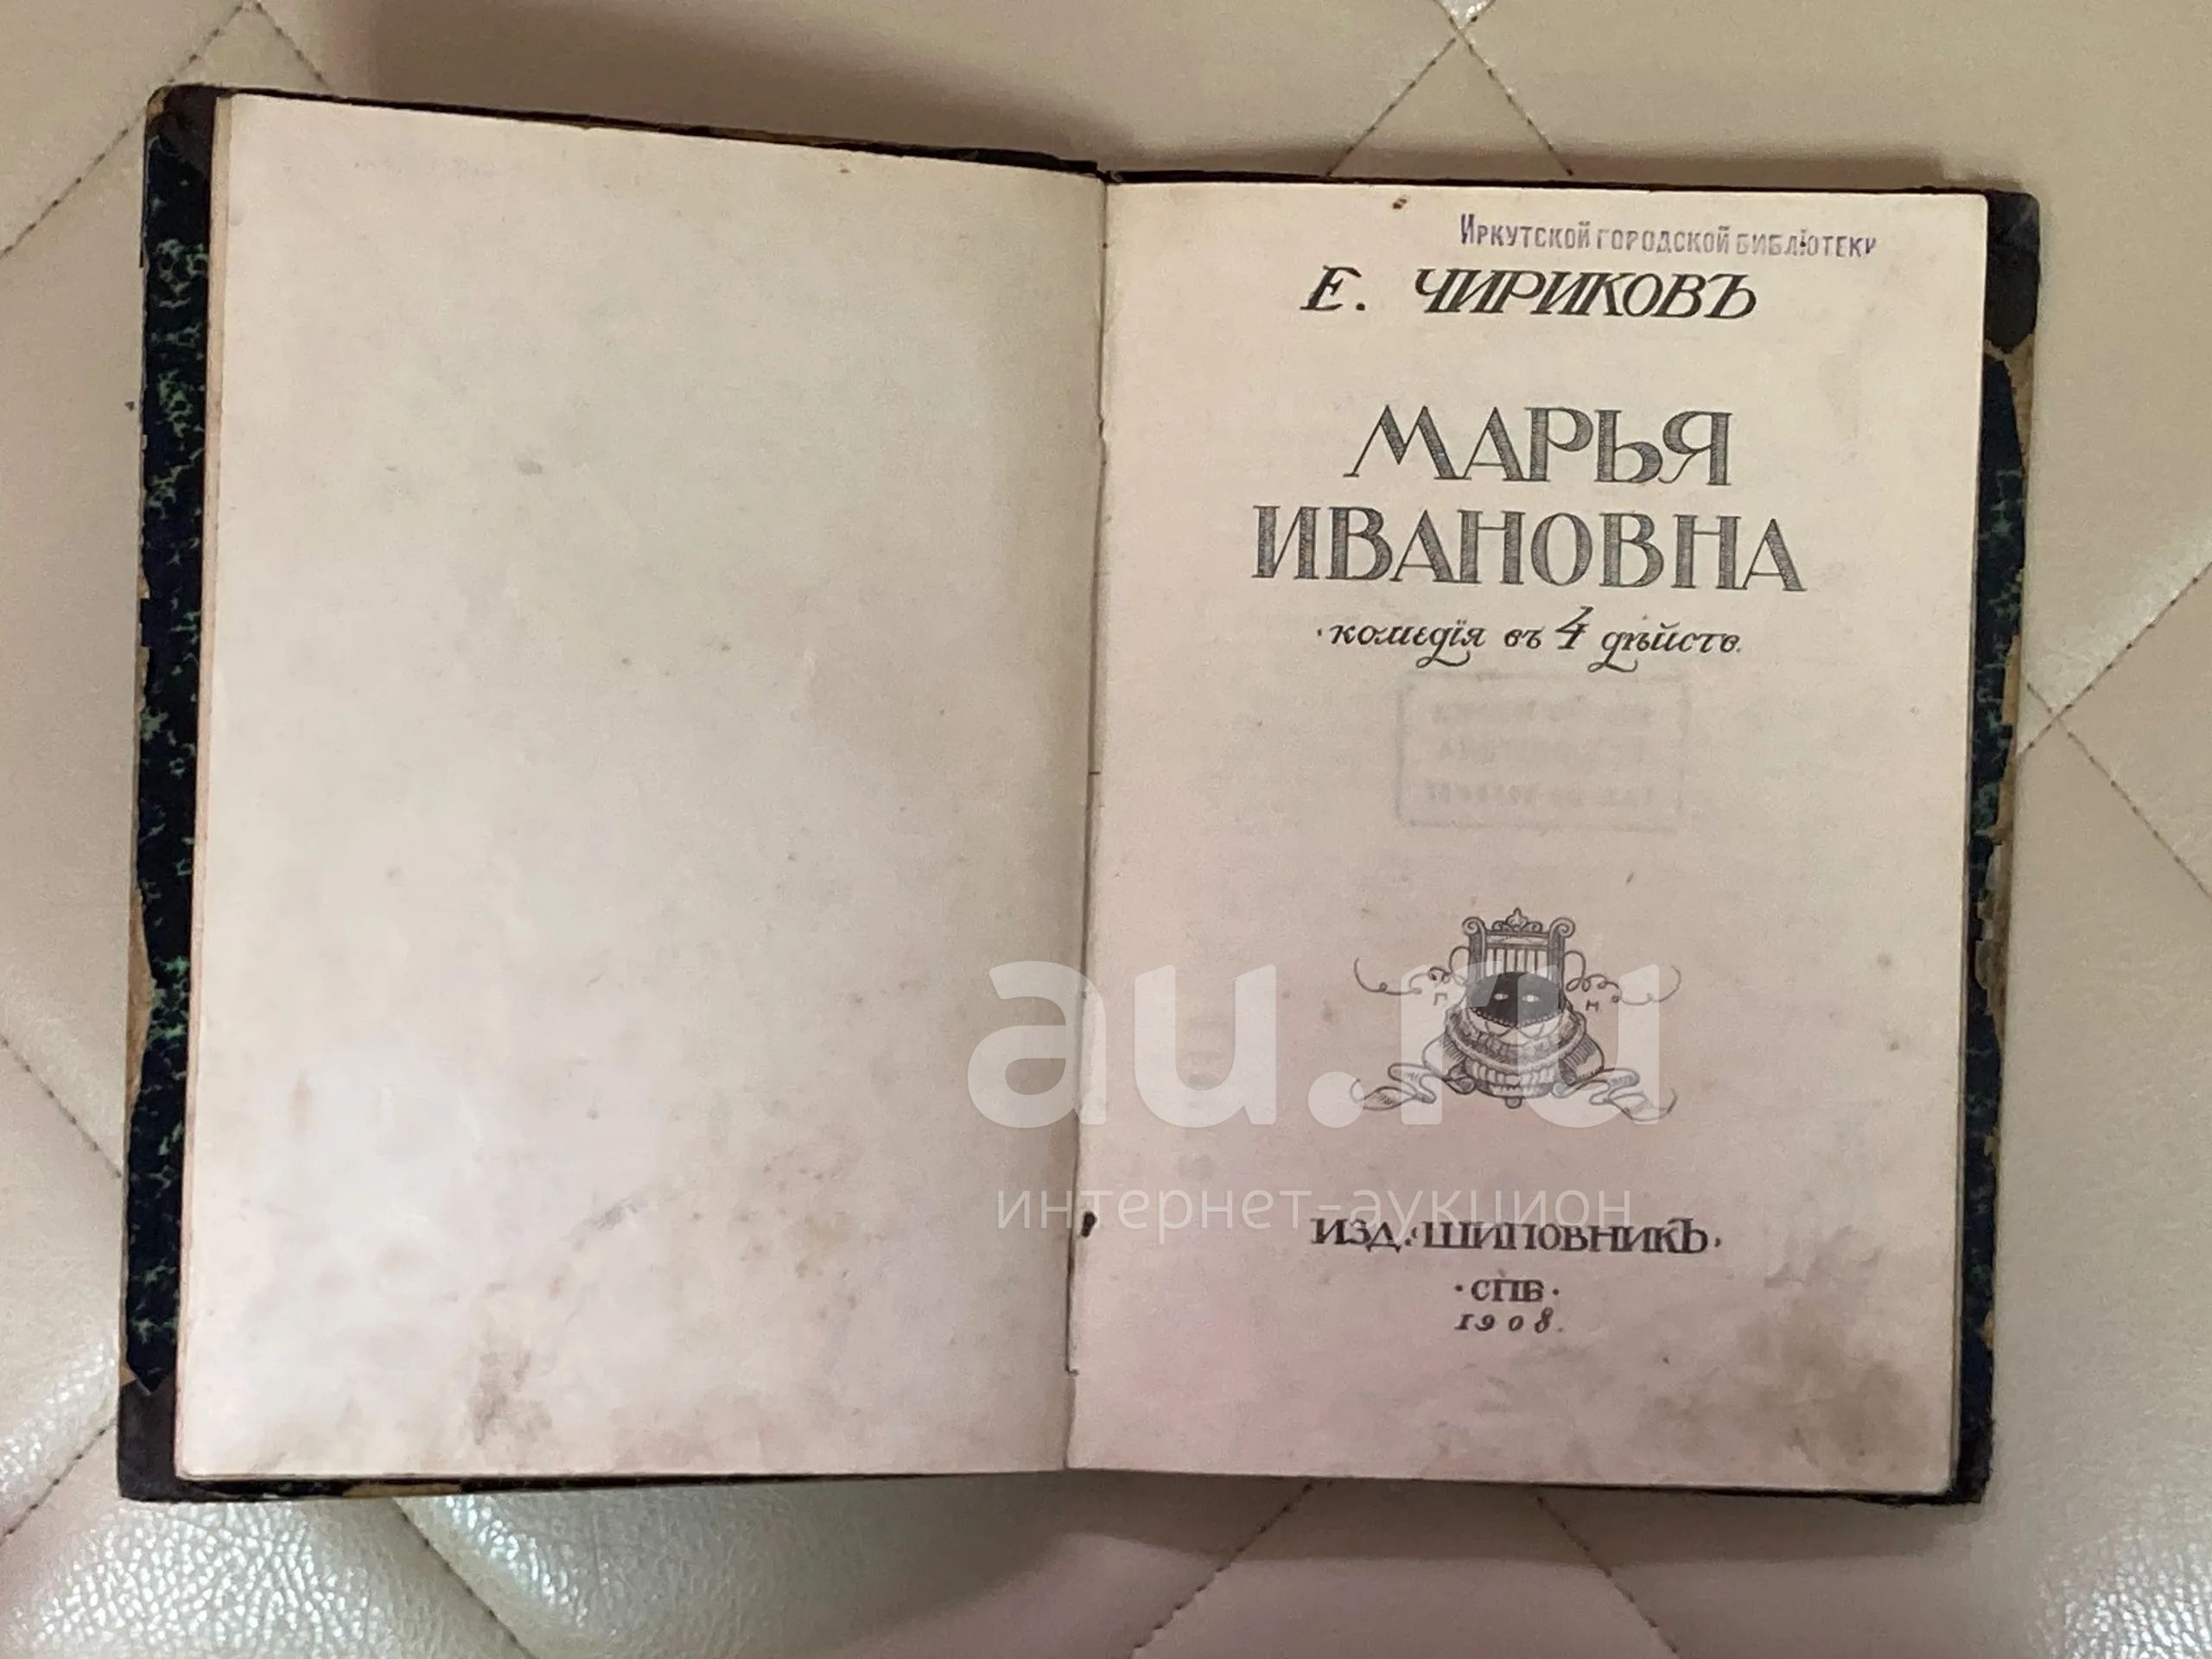 Иркутской городской библіотеки
Е. ЧИРИКОВЪ
МАРЬЯ
ИВАНОВНА
·комедія въ 4 дѣйств.
Г
Н
au.ru
интернет-аукцион
ИЗД. «ШИПОВНИКЪ»
·СПБ·
1908.